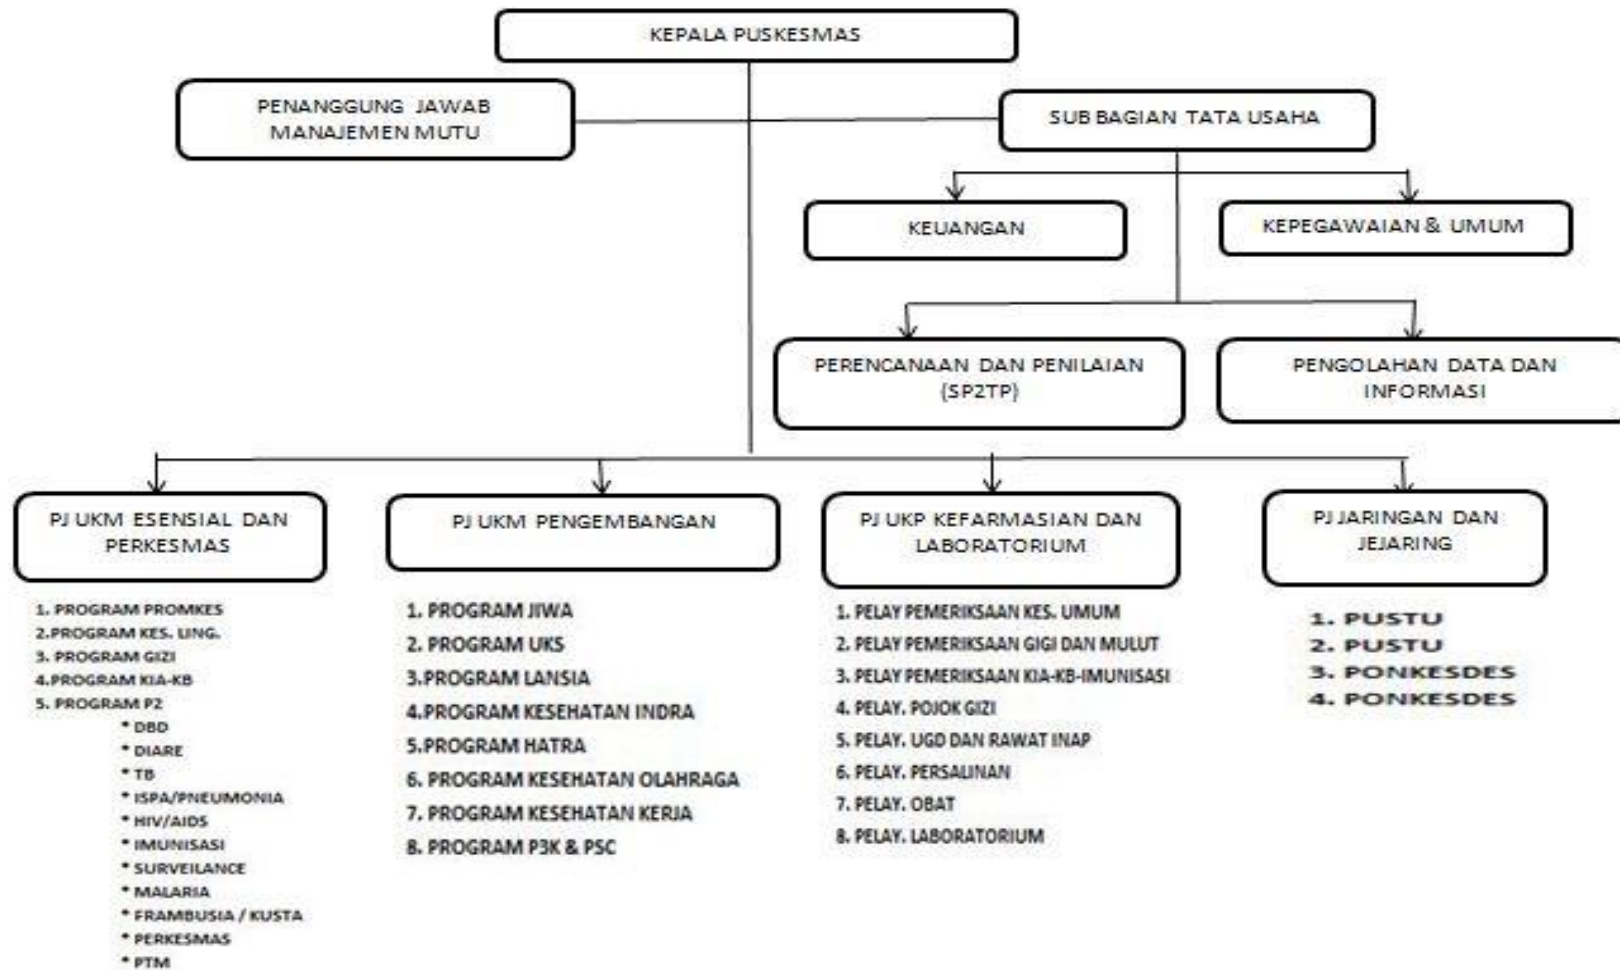 KEPALA PUSKESMAS
PENANGGUNG JAWAB
MANAJEMEN MUTU
SUB BAGIAN TATA USAHA
KEUANGAN
KEPEGAWAIAN & UMUM
PERENCANAAN DAN PENILAIAN
(SP2TP)
PENGOLAHAN DATA DAN
INFORMASI
PJ UKM ESENSIAL DAN
PERKESMAS
1. PROGRAM PROMKES
2.PROGRAM KES. LING.
3. PROGRAM GIZI
4.PROGRAM KIA-KB
5. PROGRAM P2
* DBD
* DIARE
* TB
* ISPA/PNEUMONIA
* HIV/AIDS
* IMUNISASI
* SURVEILANCE
* MALARIA
* FRAMBUSIA / KUSTA
* PERKESMAS
* PTM
PJ UKM PENGEMBANGAN
1. PROGRAM JIWA
2. PROGRAM UKS
3.PROGRAM LANSIA
4.PROGRAM KESEHATAN INDRA
5.PROGRAM HATRA
6. PROGRAM KESEHATAN OLAHRAGA
7. PROGRAM KESEHATAN KERJA
8. PROGRAM P3K & PSC
PJ UKP KEFARMASIAN DAN
LABORATORIUM
1. PELAY PEMERIKSAAN KES. UMUM
2. PELAY PEMERIKSAAN GIGI DAN MULUT
3. PELAY PEMERIKSAAN KIA-KB-IMUNISASI
4. PELAY. POJOK GIZI
5. PELAY. UGD DAN RAWAT INAP
6. PELAY. PERSALINAN
7. PELAY. OBAT
8. PELAY. LABORATORIUM
PJ JARINGAN DAN
JEJARING
1. PUSTU
2. PUSTU
3. PONKESDES
4. PONKESDES